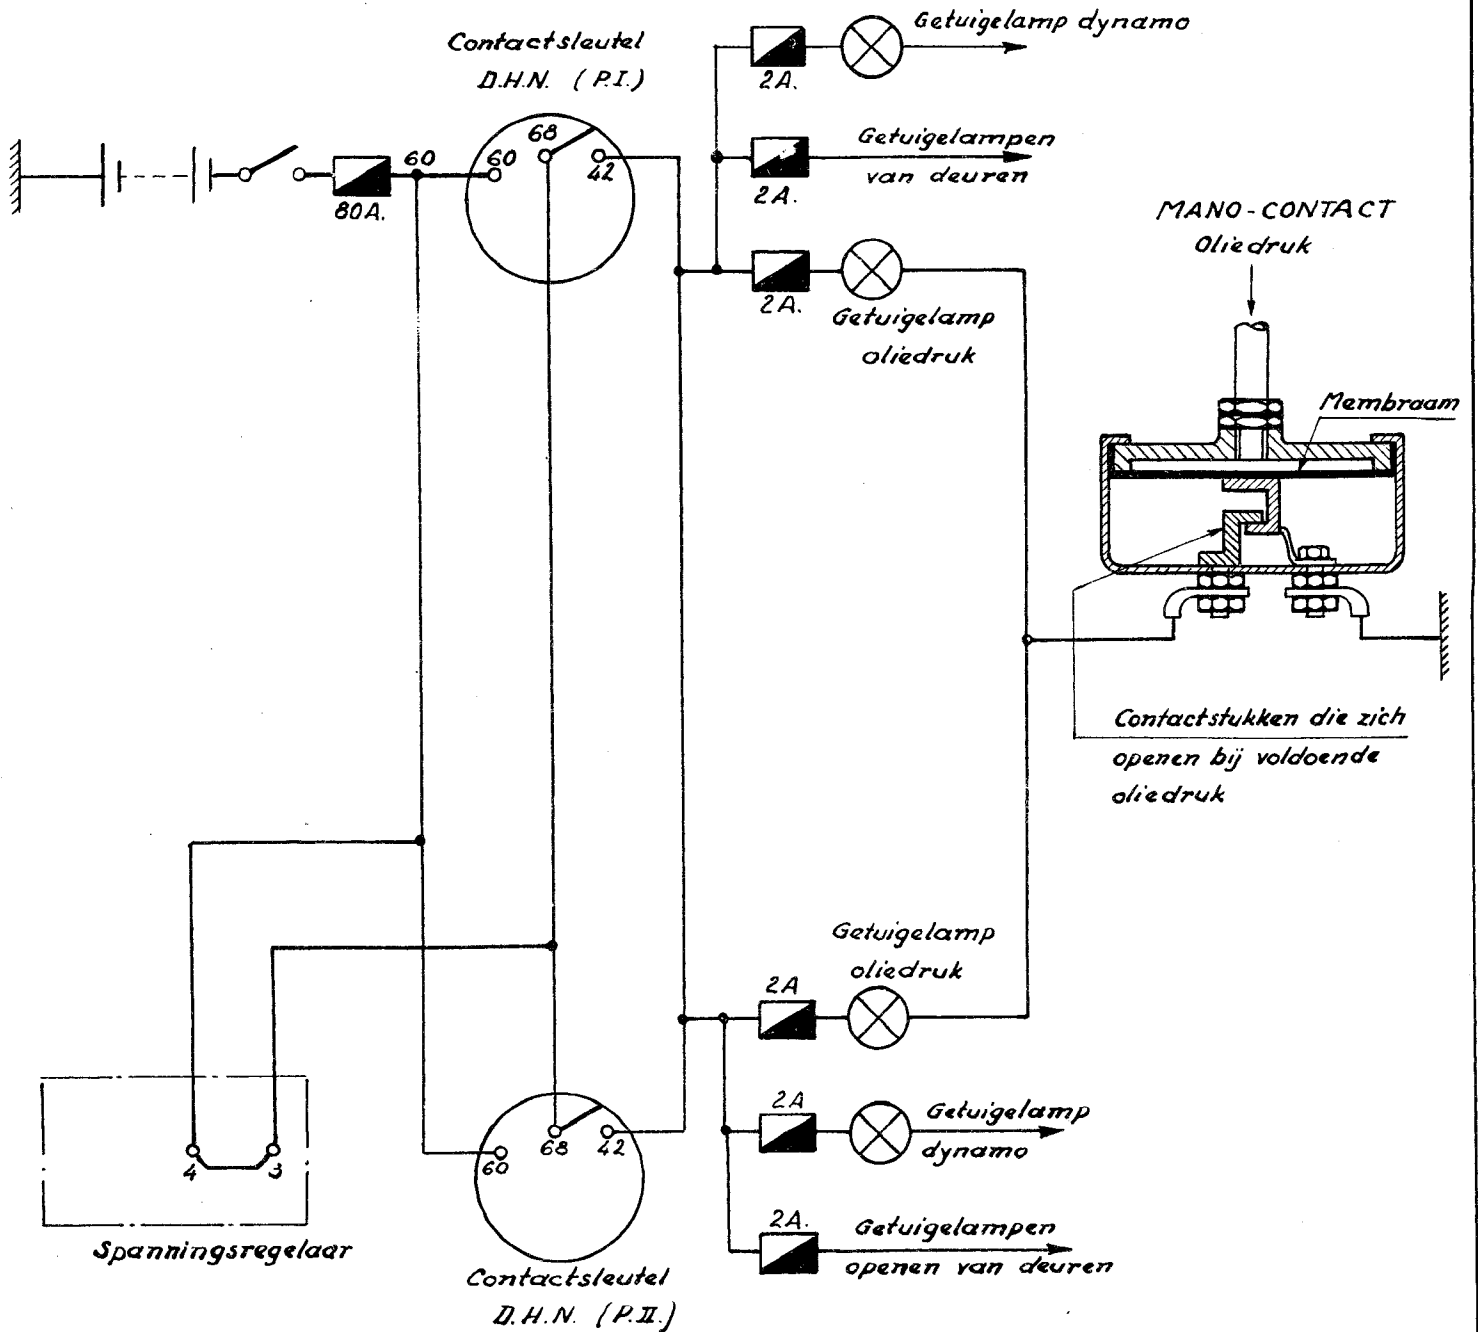 Contactsleutel
D.H.N. (P.I.)
Getuigelamp dynamo
2A.
Getuigelampen
van deuren
2A.
60
60
68
42
80A.
2A.
Getuigelamp
oliedruk
MANO-CONTACT
Oliedruk
Membraam
Contactstukken die zich
openen bij voldoende
oliedruk
Getuigelamp
oliedruk
2A
2A
Getuigelamp
dynamo
60
68
42
4
3
Spanningsregelaar
2A.
Getuigelampen
openen van deuren
Contactsleutel
D.H.N. (P.II.)